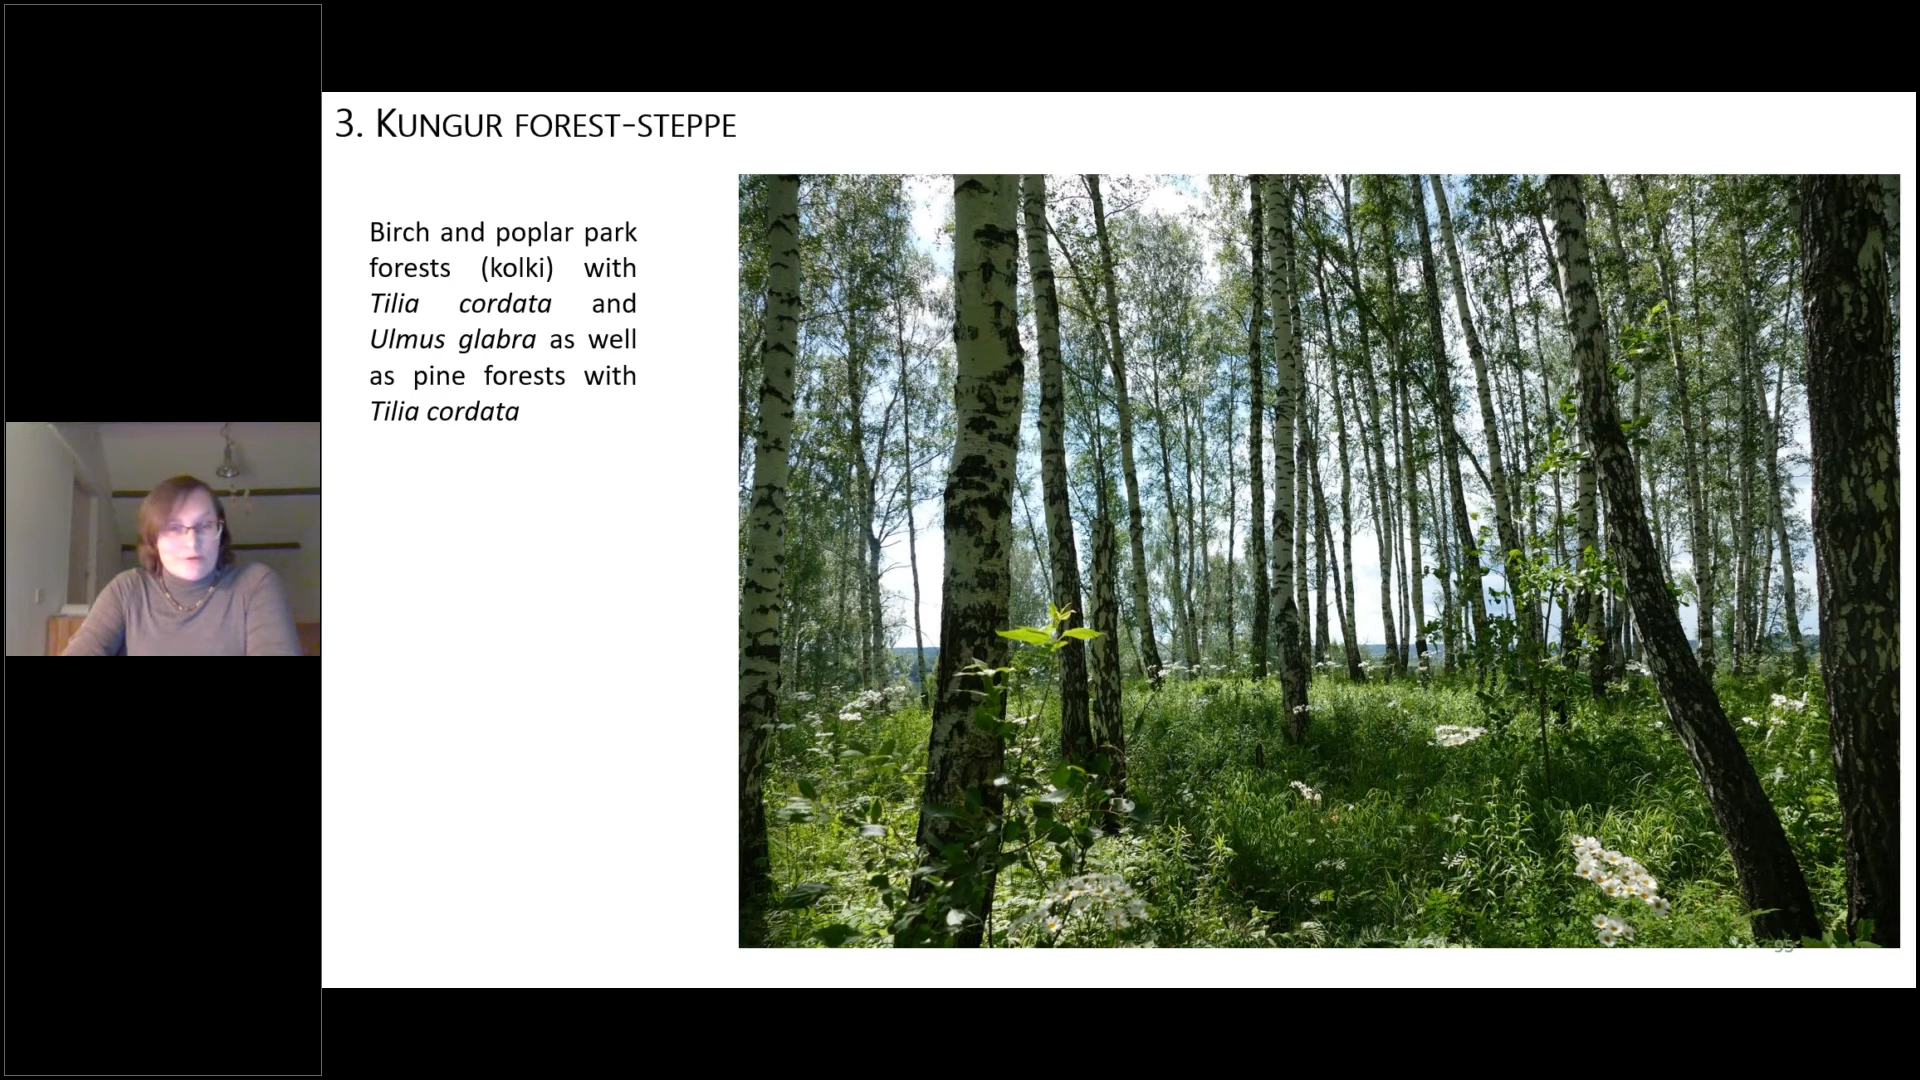 3. KUNGUR FOREST-STEPPE
Birch and poplar park
forests (kolki) with
Tilia cordata and
Ulmus glabra as well
as pine forests with
Tilia cordata
95